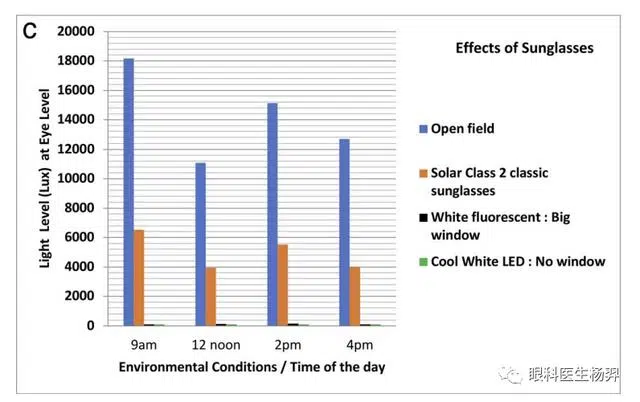 C
20000
18000
16000
14000
12000
10000
8000
6000
4000
2000
0
Light Level (Lux) at Eye Level
9am 12 noon 2pm 4pm
Environmental Conditions / Time of the day
Effects of Sunglasses
Open field
Solar Class 2 classic
sunglasses
White fluorescent : Big
window
Cool White LED : No window
眼科医生杨羿